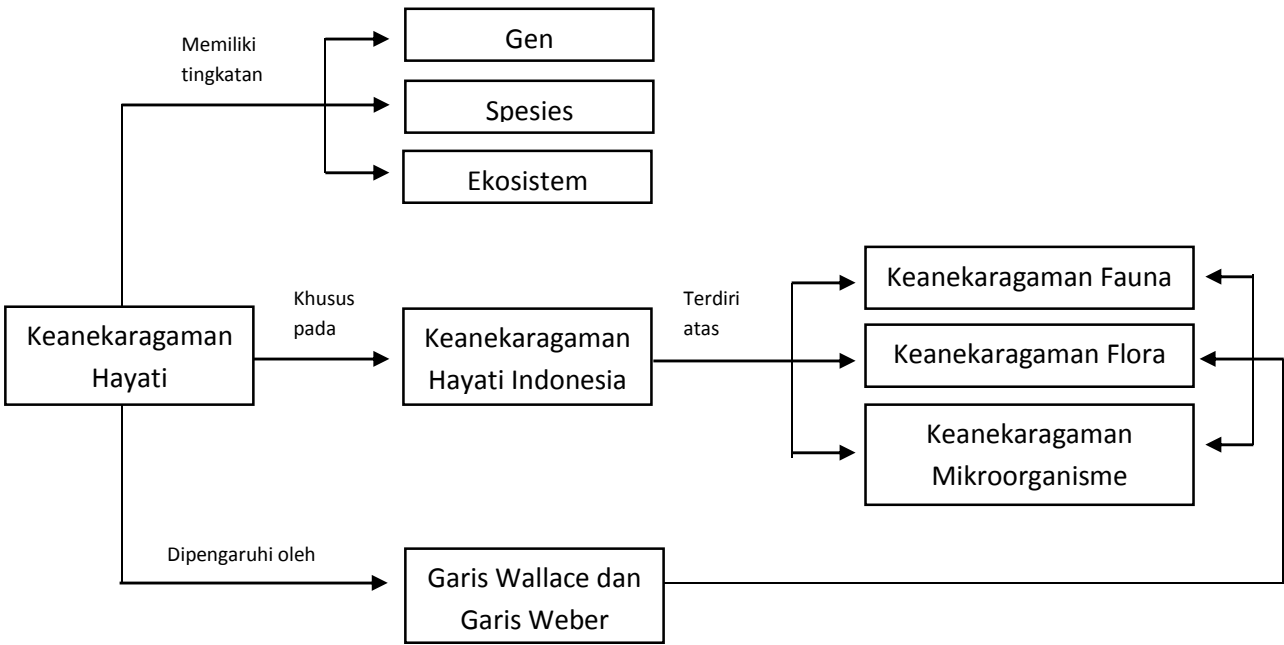 Memiliki
tingkatan
Gen
Spesies
Ekosistem
Keanekaragaman
Hayati
Khusus
pada
Keanekaragaman
Hayati Indonesia
Terdiri
atas
Keanekaragaman Fauna
Keanekaragaman Flora
Keanekaragaman
Mikroorganisme
Dipengaruhi oleh
Garis Wallace dan
Garis Weber